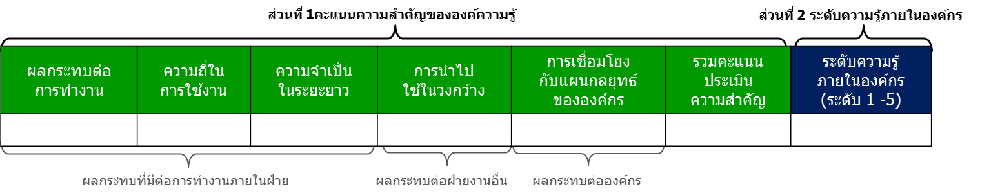 ส่วนที่ 1คะแนนความสำคัญขององค์ความรู้
ส่วนที่ 2 ระดับความรู้ภายในองค์กร
ผลกระทบต่อ
การทำงาน
ความถี่ใน
การใช้งาน
ความจำเป็น
ในระยะยาว
การนำไป
ใช้ในวงกว้าง
การเชื่อมโยง
กับแผนกลยุทธ์
ขององค์กร
รวมคะแนน
ประเมิน
ความสำคัญ
ระดับความรู้
ภายในองค์กร
(ระดับ 1 -5)
ผลกระทบที่มีต่อการทำงานภายในฝ่าย
ผลกระทบต่อฝ่ายงานอื่น
ผลกระทบต่อองค์กร